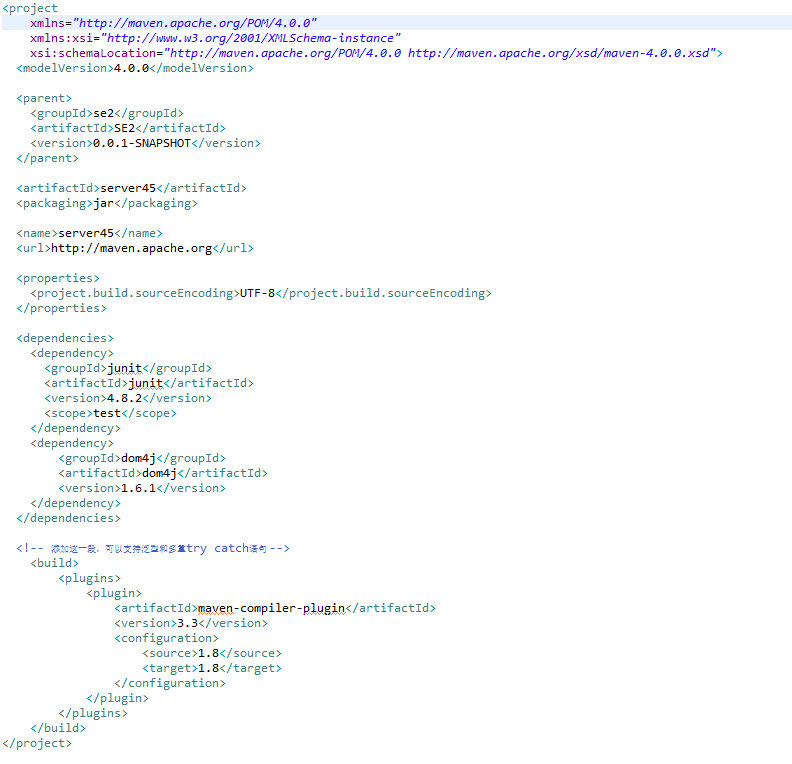 <project
xmlns="http://maven.apache.org/POM/4.0.0"
xmlns:xsi="http://www.w3.org/2001/XMLSchema-instance"
xsi:schemaLocation="http://maven.apache.org/POM/4.0.0 http://maven.apache.org/xsd/maven-4.0.0.xsd">
<modelVersion>4.0.0</modelVersion>
<parent>
<groupId>se2</groupId>
<artifactId>SE2</artifactId>
<version>0.0.1-SNAPSHOT</version>
</parent>
<artifactId>server45</artifactId>
<packaging>jar</packaging>
<name>server45</name>
<url>http://maven.apache.org</url>
<properties>
<project.build.sourceEncoding>UTF-8</project.build.sourceEncoding>
</properties>
<dependencies>
<dependency>
<groupId>junit</groupId>
<artifactId>junit</artifactId>
<version>4.8.2</version>
<scope>test</scope>
</dependency>
<dependency>
<groupId>dom4j</groupId>
<artifactId>dom4j</artifactId>
<version>1.6.1</version>
</dependency>
</dependencies>
<!-- 添加这一段，可以支持泛型和多重try catch语句 -->
<build>
<plugins>
<plugin>
<artifactId>maven-compiler-plugin</artifactId>
<version>3.3</version>
<configuration>
<source>1.8</source>
<target>1.8</target>
</configuration>
</plugin>
</plugins>
</build>
</project>